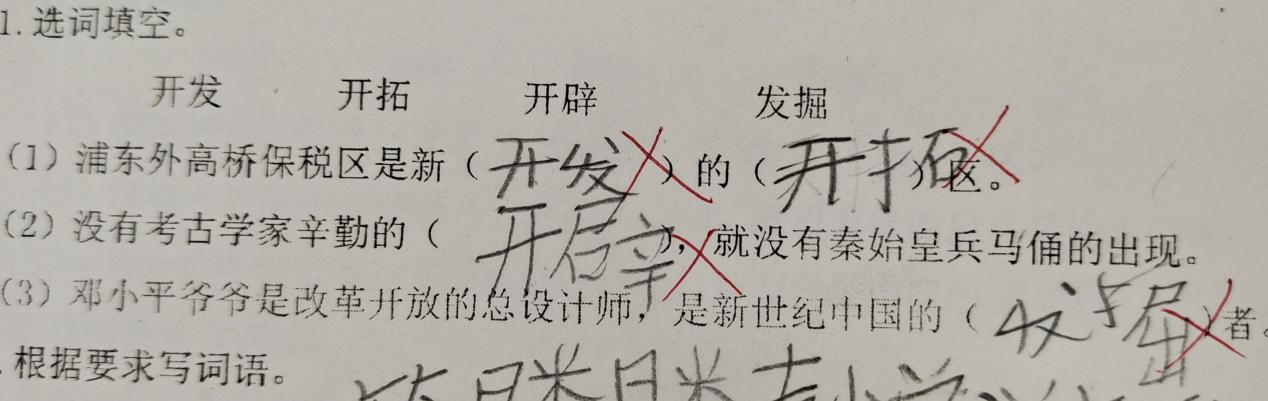 1.选词填空。
开发 开拓 开辟 发掘
（1）浦东外高桥保税区是新（开发）的（开拓）区。
（2）没有考古学家辛勤的（开辟），就没有秦始皇兵马俑的出现。
（3）邓小平爷爷是改革开放的总设计师，是新世纪中国的（发掘）者。
.根据要求写词语。